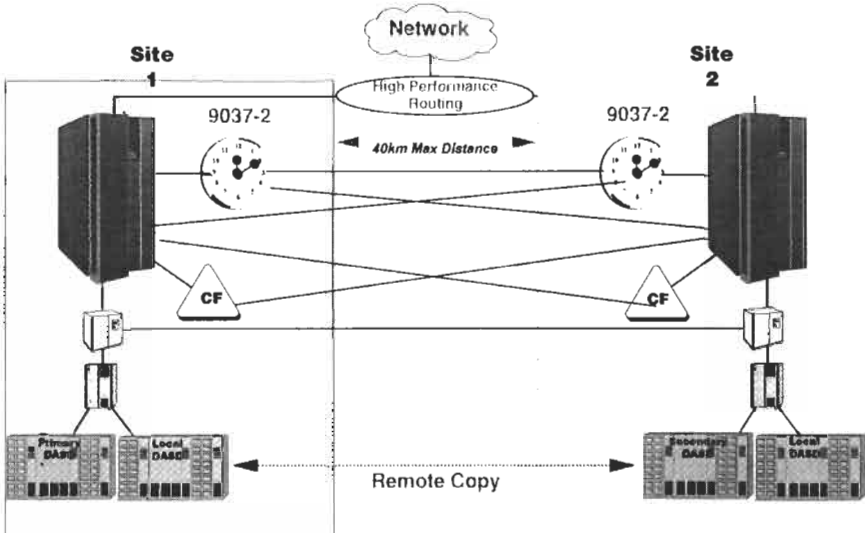 Network
Site
1
Site
2
High Performance
Routing
9037-2
9037-2
40km Max Distance
CF
CF
Primary
DASD
Local
DASD
Secondary
DASD
Local
DASD
Remote Copy